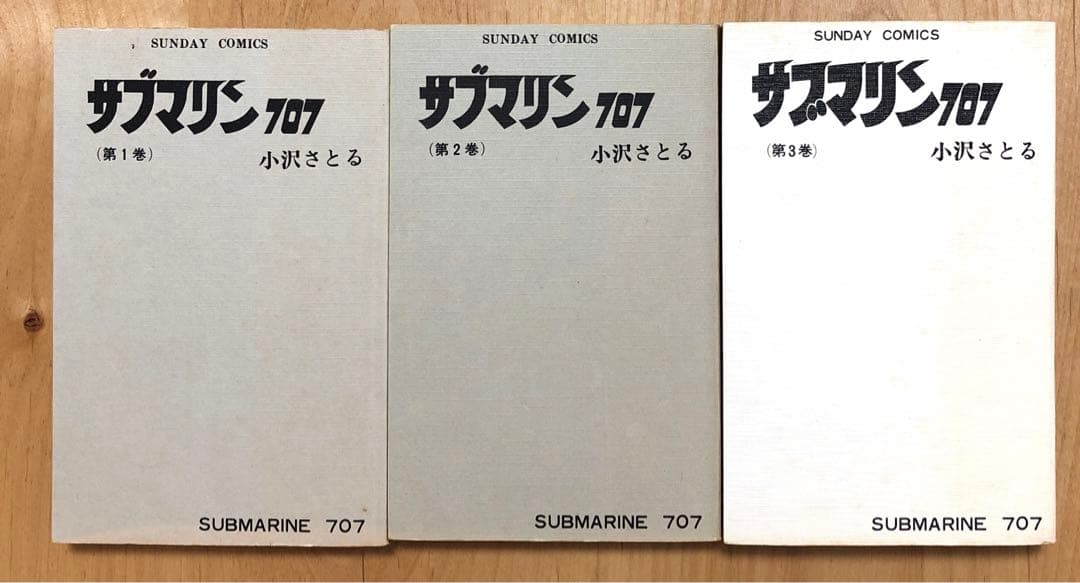 SUNDAY COMICS
サブマリン707
(第1巻)
小沢さとる
SUBMARINE 707
SUNDAY COMICS
サブマリン707
(第2巻)
小沢さとる
SUBMARINE 707
SUNDAY COMICS
サブマリン707
(第3巻)
小沢さとる
SUBMARINE 707